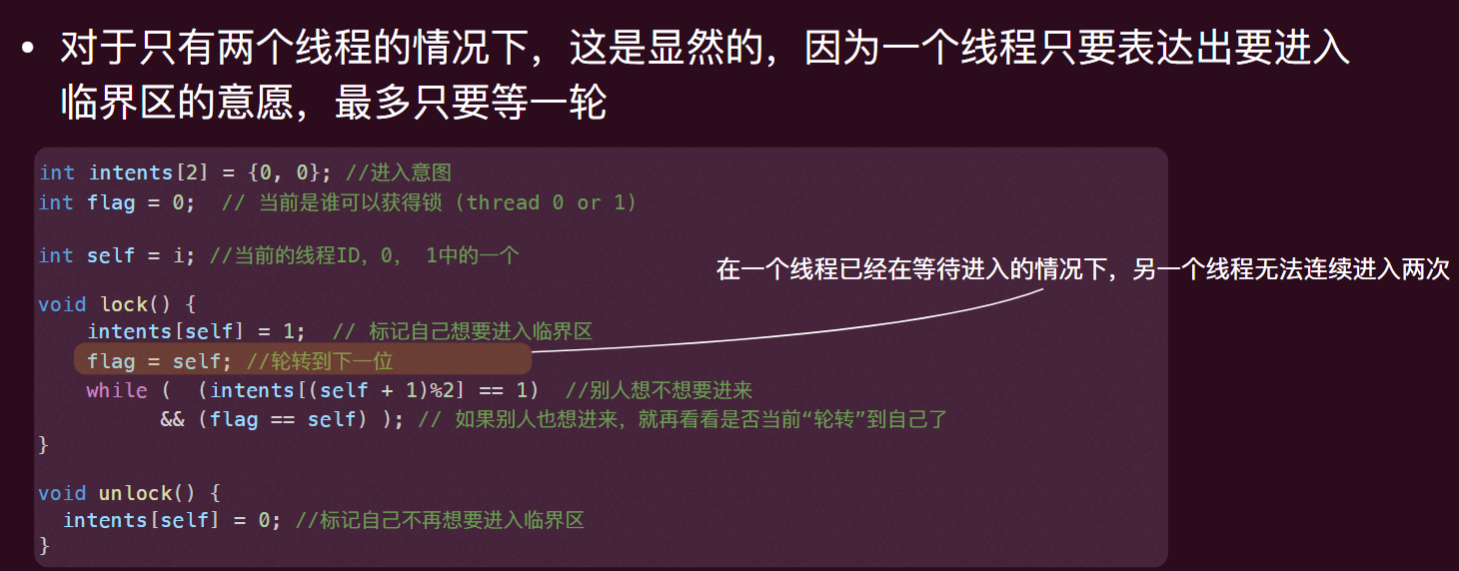 • 对于只有两个线程的情况下，这是显然的，因为一个线程只要表达出要进入
临界区的意愿，最多只要等一轮
int intents[2] = {0, 0}; //进入意图
int flag = 0;  // 当前是谁可以获得锁 (thread 0 or 1)
int self = i; //当前的线程ID，0， 1中的一个
在一个线程已经在等待进入的情况下，另一个线程无法连续进入两次
void lock() {
    intents[self] = 1;  // 标记自己想要进入临界区
    flag = self; //轮转到下一位
    while (  (intents[(self + 1)%2] == 1)  //别人想不想要进来
          && (flag == self) ); // 如果别人也想进来，就再看看是否当前“轮转”到自己了
}
void unlock() {
  intents[self] = 0; //标记自己不再想要进入临界区
}